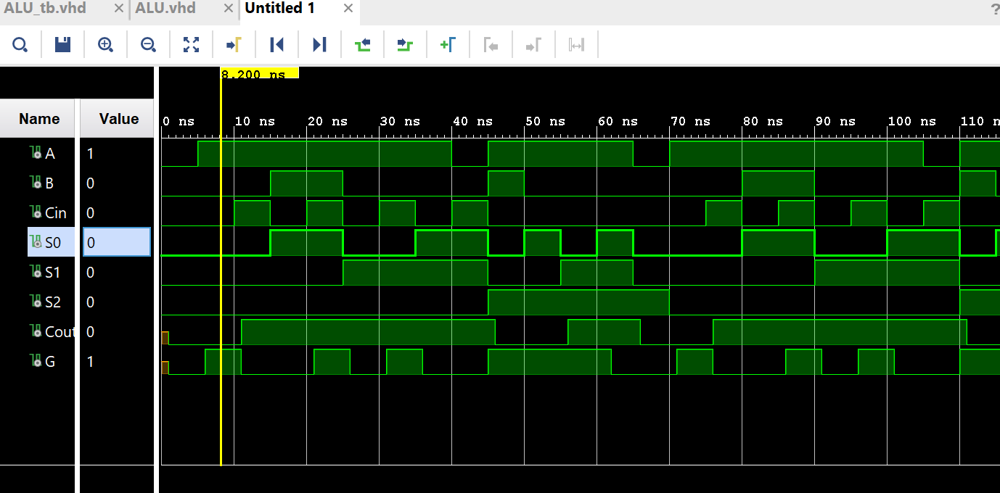 ALU_tb.vhd × ALU.vhd × Untitled 1 × ?
8.200 ns
Name Value 0 ns 10 ns 20 ns 30 ns 40 ns 50 ns 60 ns 70 ns 80 ns 90 ns 100 ns 110 n
A 1
B 0
Cin 0
S0 0
S1 0
S2 0
Cout 0
G 1